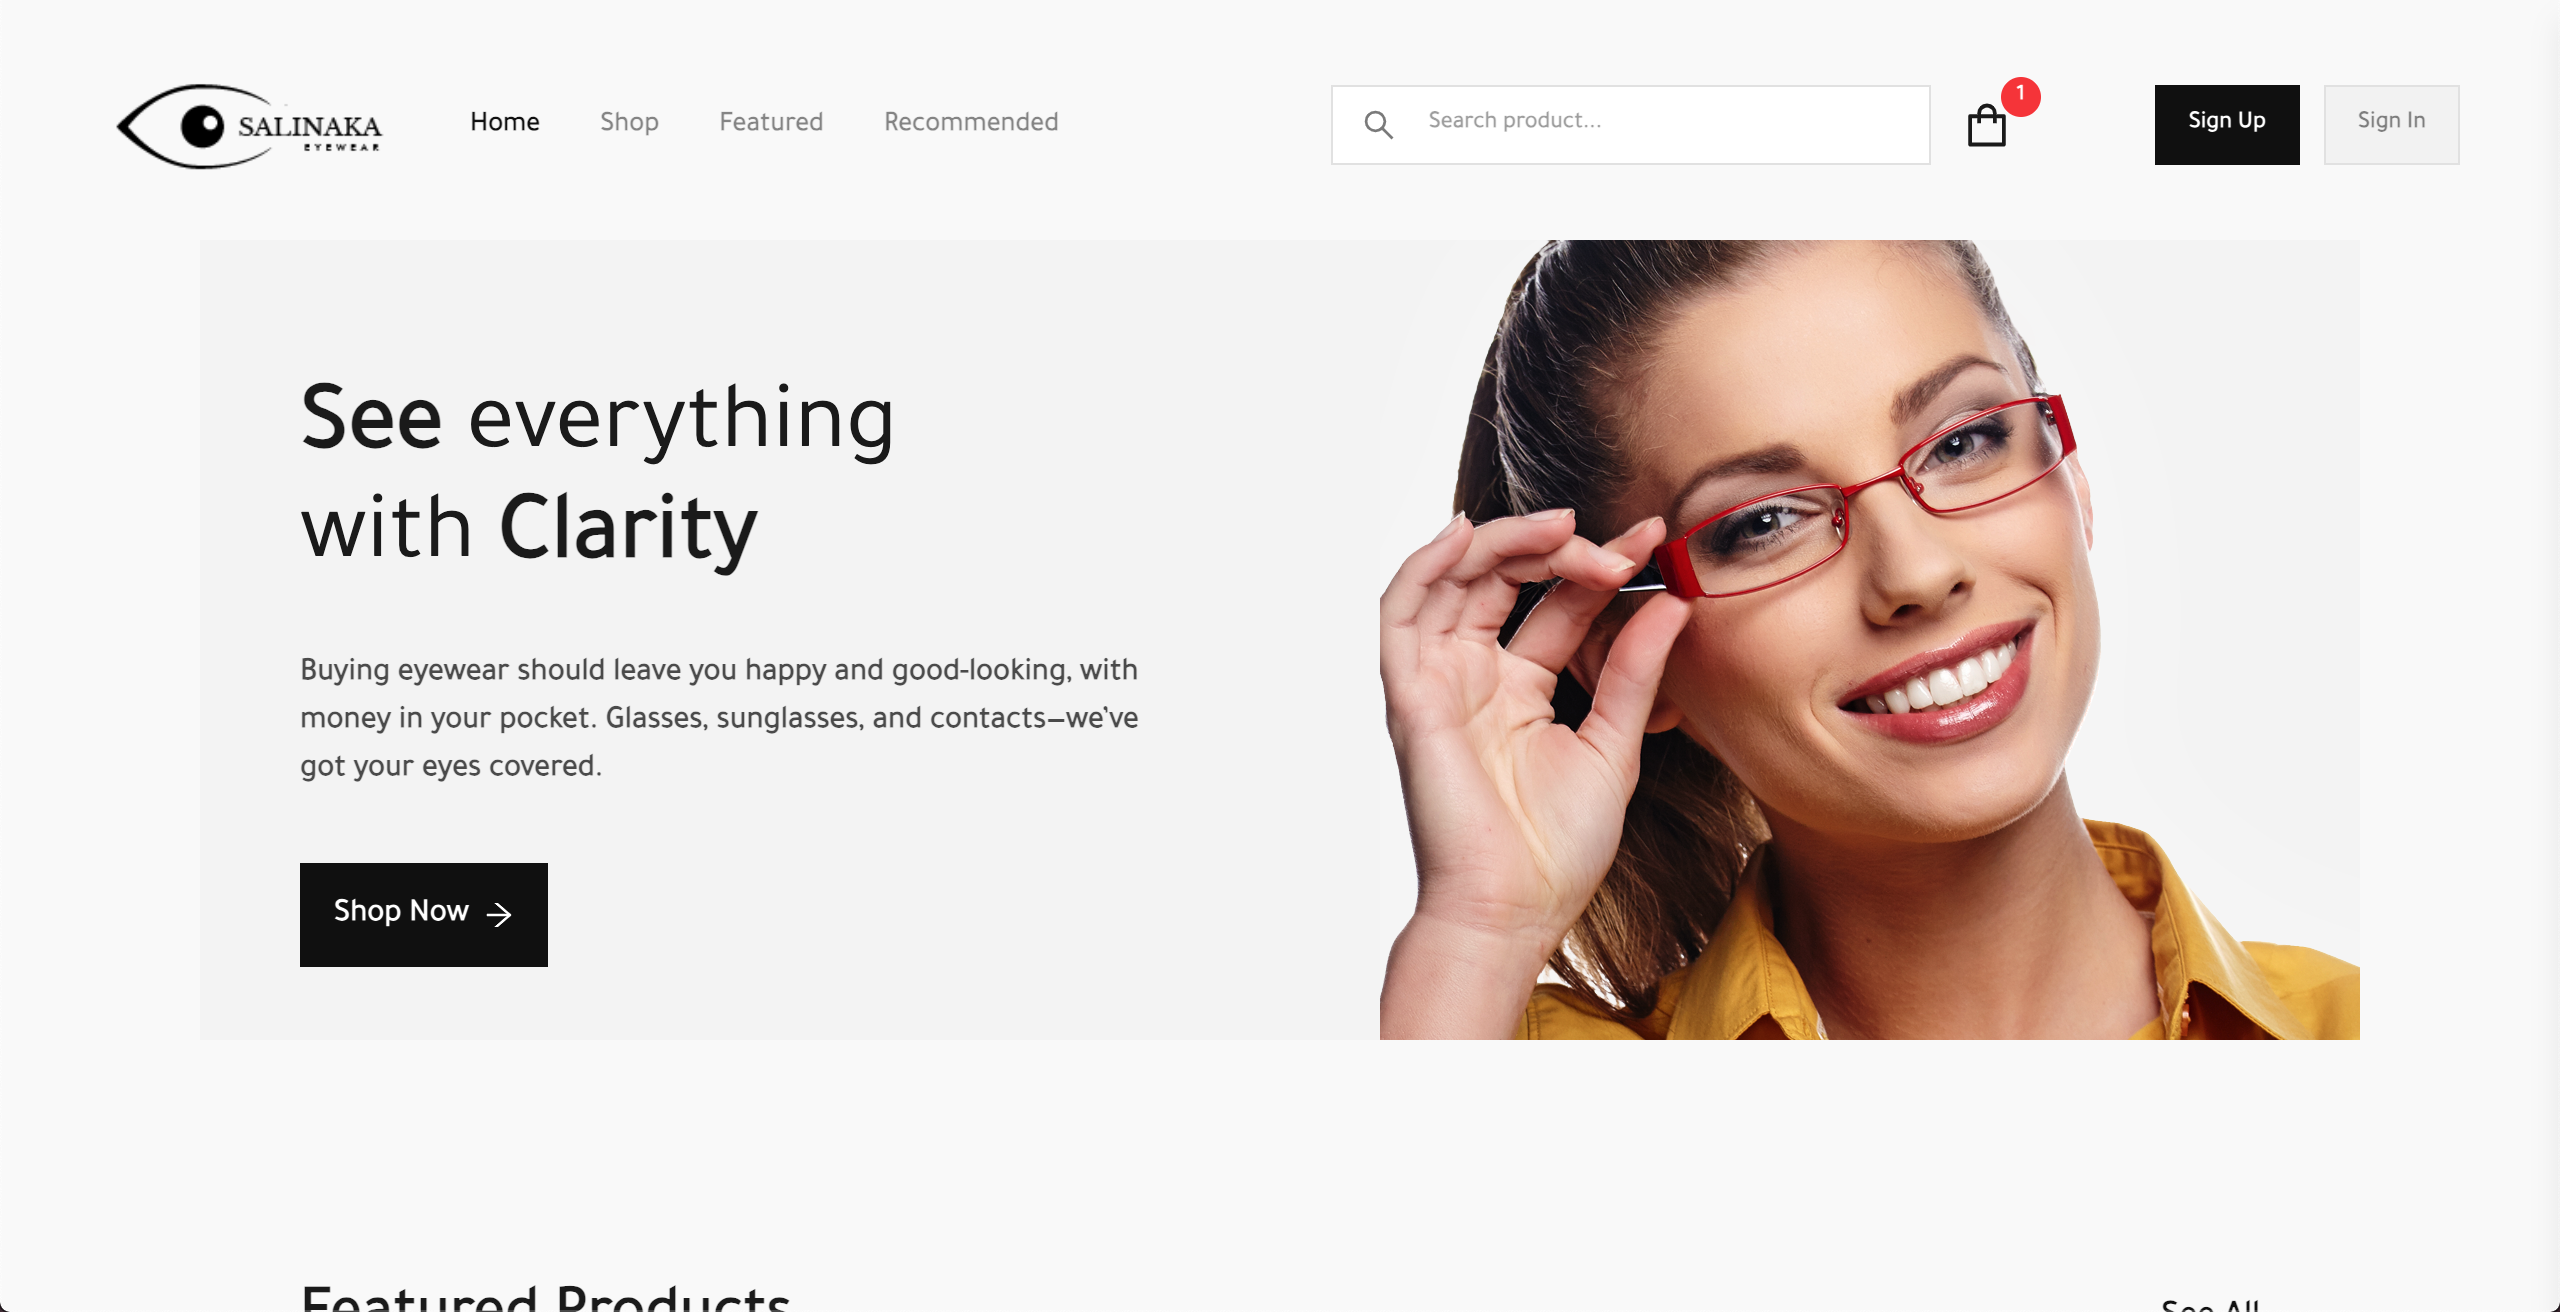 SALINAKA
EYEWEAR
Home
Shop
Featured
Recommended
Search product...
1
Sign Up
Sign In
See everything
with Clarity
Buying eyewear should leave you happy and good-looking, with
money in your pocket. Glasses, sunglasses, and contacts—we’ve
got your eyes covered.
Shop Now
Featured Products
See All